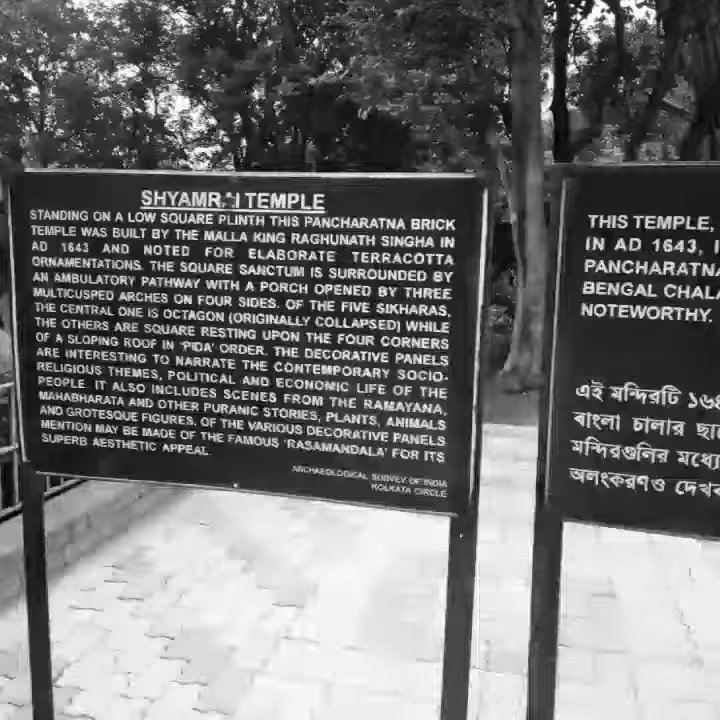 SHYAMR*I TEMPLE
STANDING ON A LOW SQUARE PLINTH THIS PANCHARATNA BRICK
TEMPLE WAS BUILT BY THE MALLA KING RAGHUNATH SINGHA IN
AD 1643 AND NOTED FOR ELABORATE TERRACOTTA
ORNAMENTATIONS. THE SQUARE SANCTUM IS SURROUNDED BY
AN AMBULATORY PATHWAY WITH A PORCH OPENED BY THREE
MULTICUSPED ARCHES ON FOUR SIDES. OF THE FIVE SIKHARAS,
THE CENTRAL ONE IS OCTAGON (ORIGINALLY COLLAPSED) WHILE
THE OTHERS ARE SQUARE RESTING UPON THE FOUR CORNERS
OF A SLOPING ROOF IN 'PIDA' ORDER. THE DECORATIVE PANELS
ARE INTERESTING TO NARRATE THE CONTEMPORARY SOCIO-
RELIGIOUS THEMES, POLITICAL AND ECONOMIC LIFE OF THE
PEOPLE. IT ALSO INCLUDES SCENES FROM THE RAMAYANA,
MAHABHARATA AND OTHER PURANIC STORIES, PLANTS, ANIMALS
AND GROTESQUE FIGURES. OF THE VARIOUS DECORATIVE PANELS
MENTION MAY BE MADE OF THE FAMOUS 'RASAMANDALA' FOR ITS
SUPERB AESTHETIC APPEAL.
ARCHAEOLOGICAL SURVEY OF INDIA
KOLKATA CIRCLE
THIS TEMPLE,
IN AD 1643,
PANCHARATNA
BENGAL CHALA
NOTEWORTHY.
এই মন্দিরটি ১৬৪
বাংলা চালার
মন্দিরগুলির মধ্যে
অলংকরণও